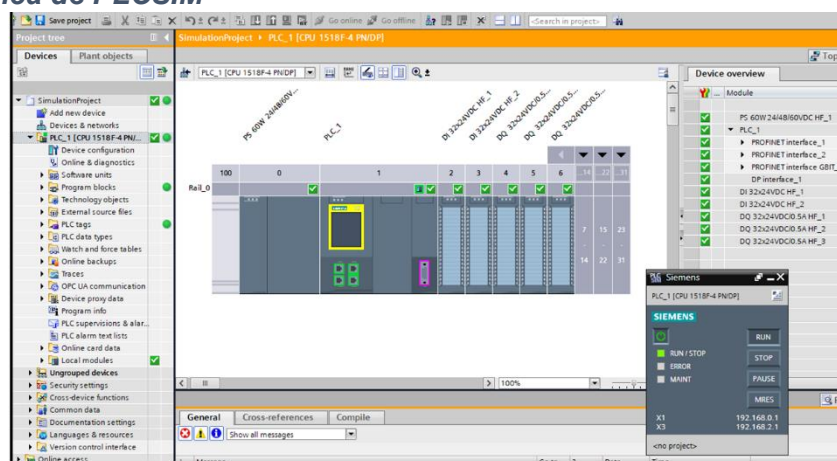 Save project
Go online
Go offline
<Search in project>
Project tree
SimulationProject
PLC_1 [CPU 1518F-4 PN/DP]
Devices
Plant objects
PLC_1 [CPU 1518F-4 PN/DP]
Top
Device overview
SimulationProject
Add new device
Devices & networks
PLC_1 [CPU 1518F-4 PN/...
Device configuration
Online & diagnostics
Software units
Program blocks
Technology objects
External source files
PLC tags
PLC data types
Watch and force tables
Online backups
Traces
OPC UA communication
Device proxy data
Program info
PLC supervisions & alar...
PLC alarm text lists
Online card data
Local modules
Ungrouped devices
Security settings
Cross-device functions
Common data
Documentation settings
Languages & resources
Version control interface
Online access
PS 60W 24/48/60V...
PLC_1
DI 32x24VDC HF_1
DI 32x24VDC HF_2
DQ 32x24VDC/0.5...
DQ 32x24VDC/0.5...
DQ 32x24VDC/0.5...
100
0
1
2
3
4
5
6
Rail_0
7 15 23
14 22 31
100%
General
Cross-references
Compile
Show all messages
Module
PS 60W 24/48/60VDC HF_1
PLC_1
PROFINET interface_1
PROFINET interface_2
PROFINET interface GBIT_
DP interface_1
DI 32x24VDC HF_1
DI 32x24VDC HF_2
DQ 32x24VDC/0.5A HF_1
DQ 32x24VDC/0.5A HF_2
DQ 32x24VDC/0.5A HF_3
Siemens
PLC_1 [CPU 1518F-4 PN/DP]
SIEMENS
RUN
RUN / STOP
STOP
ERROR
MAINT
PAUSE
MRES
X1 192.168.0.1
X3 192.168.2.1
<no project>